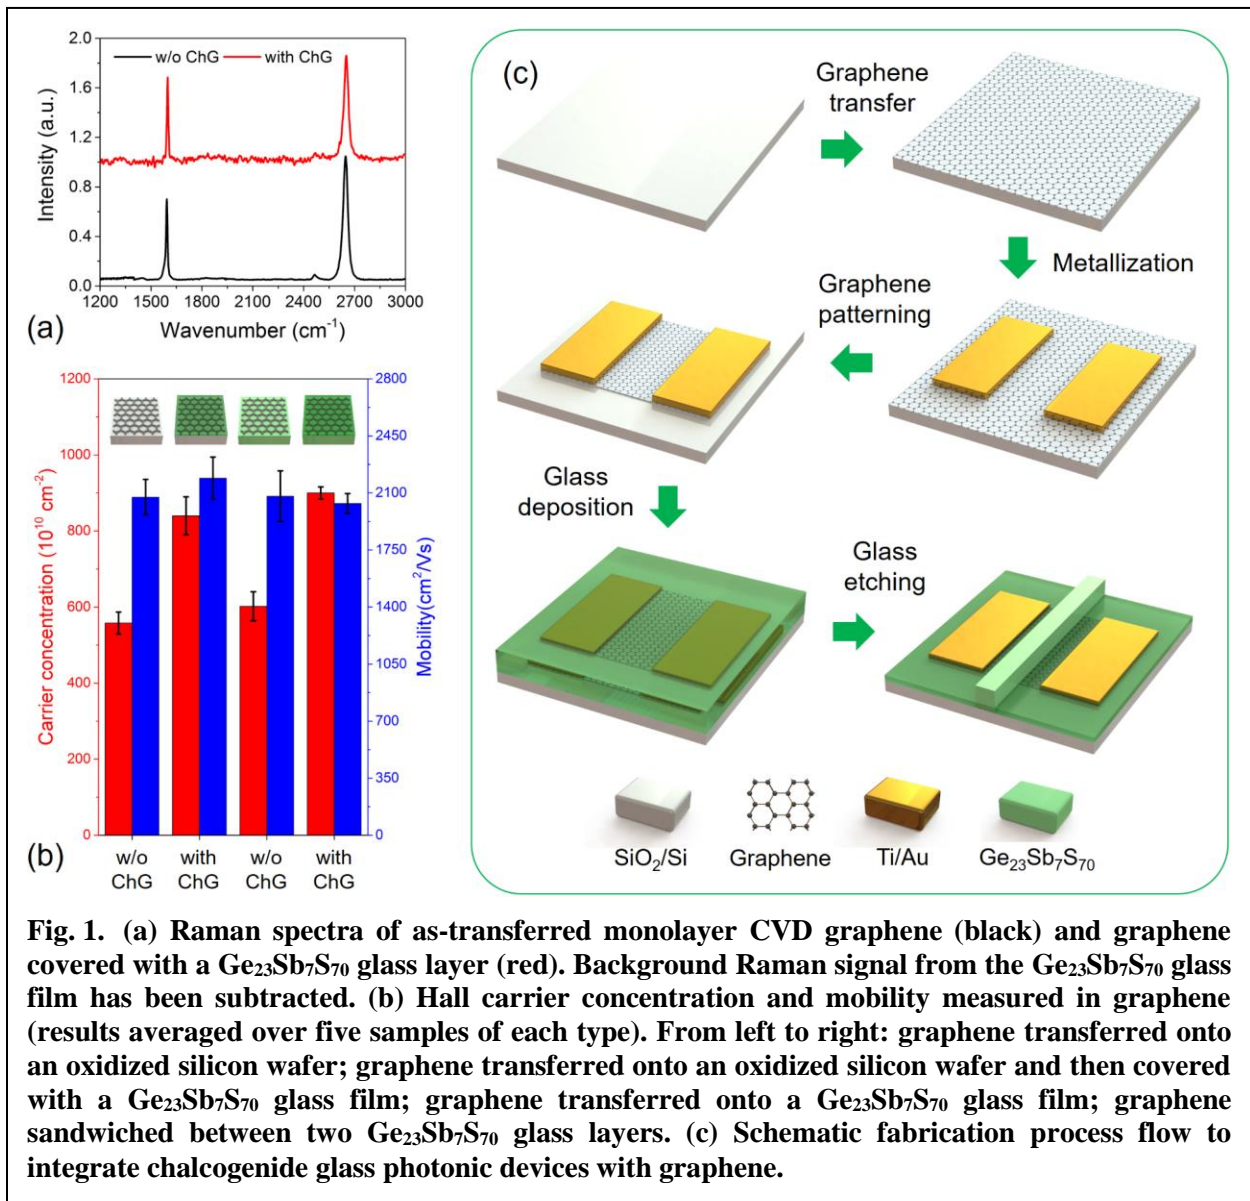 2.0
1.6
1.2
0.8
0.4
0.0
Intensity (a.u.)
w/o ChG
with ChG
1200 1500 1800 2100 2400 2700 3000
Wavenumber (cm⁻¹)
(a)
1200
1000
800
600
400
200
0
Carrier concentration (10¹⁰ cm⁻²)
2800
2450
2100
1750
1400
1050
700
350
0
Mobility(cm²/Vs)
w/o
ChG
with
ChG
w/o
ChG
with
ChG
(b)
(c)
Graphene
transfer
Metallization
Graphene
patterning
Glass
deposition
Glass
etching
SiO₂/Si
Graphene
Ti/Au
Ge₂₃Sb₇S₇₀
Fig. 1. (a) Raman spectra of as-transferred monolayer CVD graphene (black) and graphene
covered with a Ge₂₃Sb₇S₇₀ glass layer (red). Background Raman signal from the Ge₂₃Sb₇S₇₀ glass
film has been subtracted. (b) Hall carrier concentration and mobility measured in graphene
(results averaged over five samples of each type). From left to right: graphene transferred onto
an oxidized silicon wafer; graphene transferred onto an oxidized silicon wafer and then covered
with a Ge₂₃Sb₇S₇₀ glass film; graphene transferred onto a Ge₂₃Sb₇S₇₀ glass film; graphene
sandwiched between two Ge₂₃Sb₇S₇₀ glass layers. (c) Schematic fabrication process flow to
integrate chalcogenide glass photonic devices with graphene.